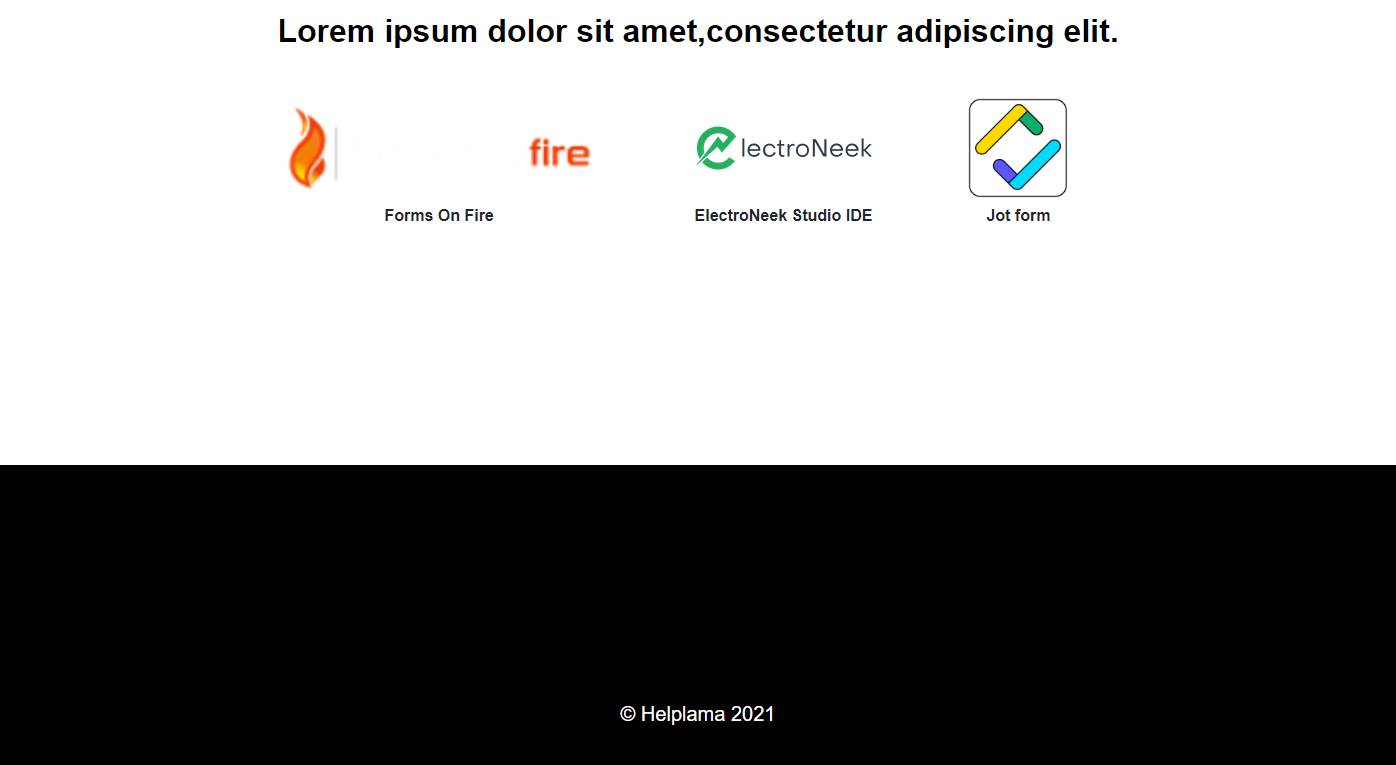 Lorem ipsum dolor sit amet,consectetur adipiscing elit.
fire
lectroNeek
Forms On Fire
ElectroNeek Studio IDE
Jot form
© Helplama 2021